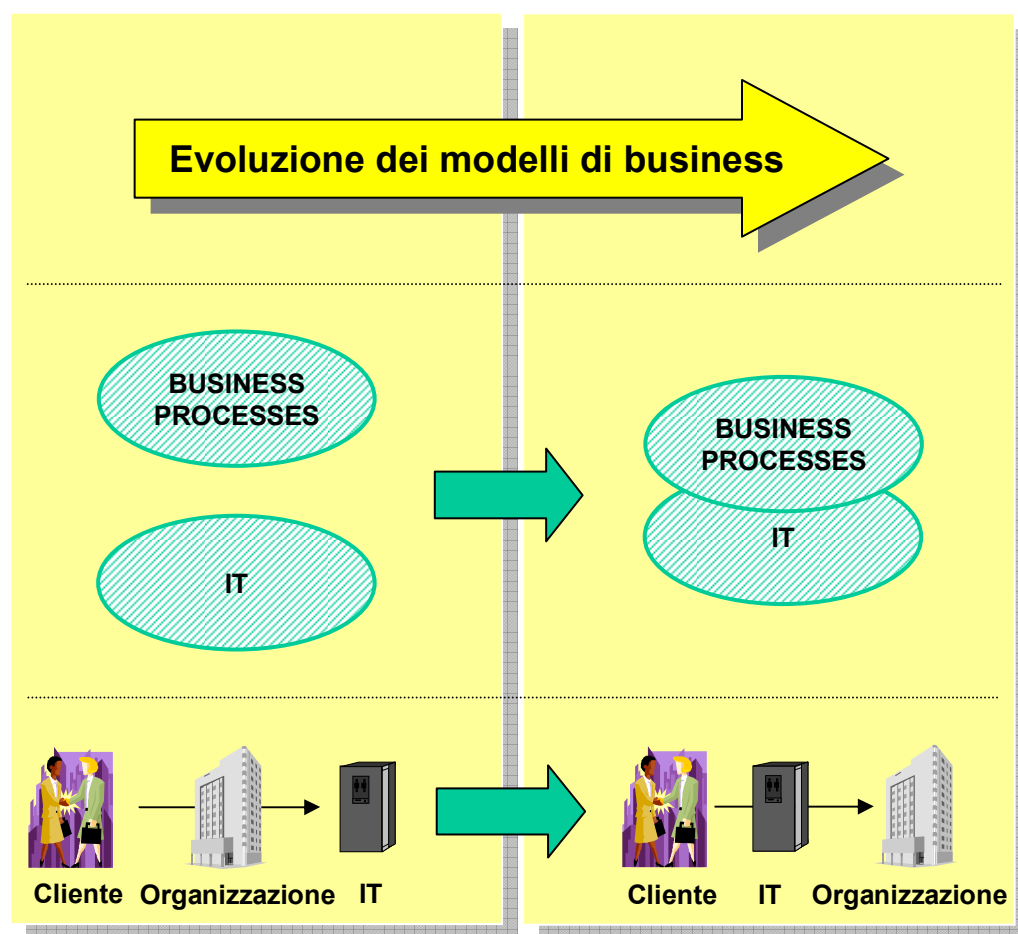 Evoluzione dei modelli di business
BUSINESS
PROCESSES
IT
BUSINESS
PROCESSES
IT
Cliente Organizzazione IT
Cliente IT Organizzazione